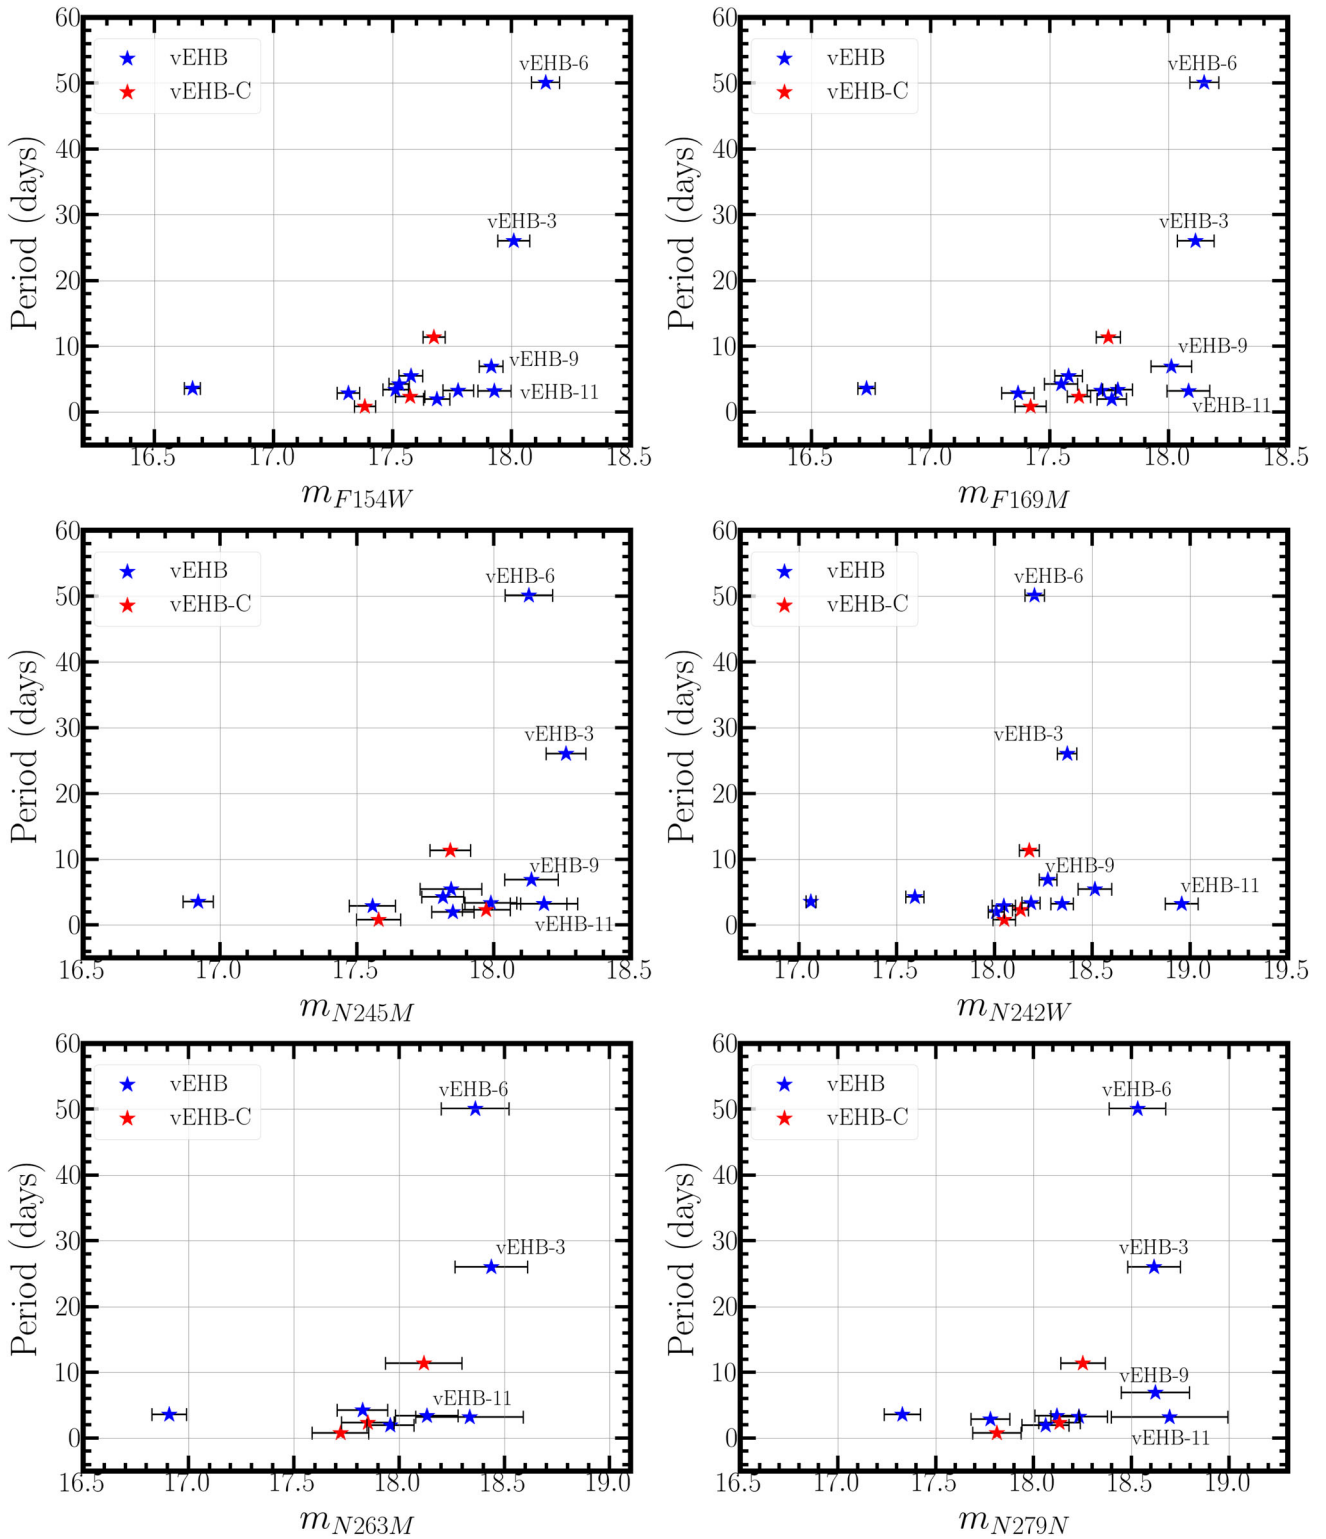 60
50
40
30
20
10
0
Period (days)
vEHB
vEHB-C
vEHB-6
vEHB-3
vEHB-9
vEHB-11
16.5 17.0 17.5 18.0 18.5
m_F154W
60
50
40
30
20
10
0
Period (days)
vEHB
vEHB-C
vEHB-6
vEHB-3
vEHB-9
vEHB-11
16.5 17.0 17.5 18.0 18.5
m_F169M
60
50
40
30
20
10
0
Period (days)
vEHB
vEHB-C
vEHB-6
vEHB-3
vEHB-9
vEHB-11
16.5 17.0 17.5 18.0 18.5
m_N245M
60
50
40
30
20
10
0
Period (days)
vEHB
vEHB-C
vEHB-6
vEHB-3
vEHB-9
vEHB-11
17.0 17.5 18.0 18.5 19.0 19.5
m_N242W
60
50
40
30
20
10
0
Period (days)
vEHB
vEHB-C
vEHB-6
vEHB-3
vEHB-11
16.5 17.0 17.5 18.0 18.5 19.0
m_N263M
60
50
40
30
20
10
0
Period (days)
vEHB
vEHB-C
vEHB-6
vEHB-3
vEHB-9
vEHB-11
16.5 17.0 17.5 18.0 18.5 19.0
m_N279N